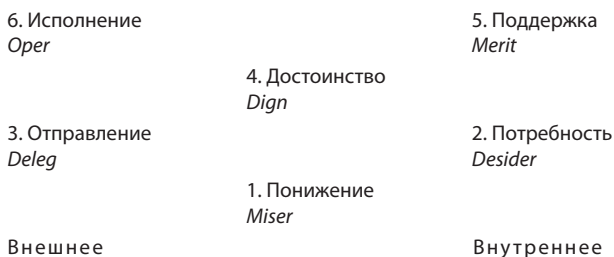 6. Исполнение
Oper
5. Поддержка
Merit
4. Достоинство
Dign
3. Отправление
Deleg
2. Потребность
Desider
1. Понижение
Miser
Внешнее
Внутреннее